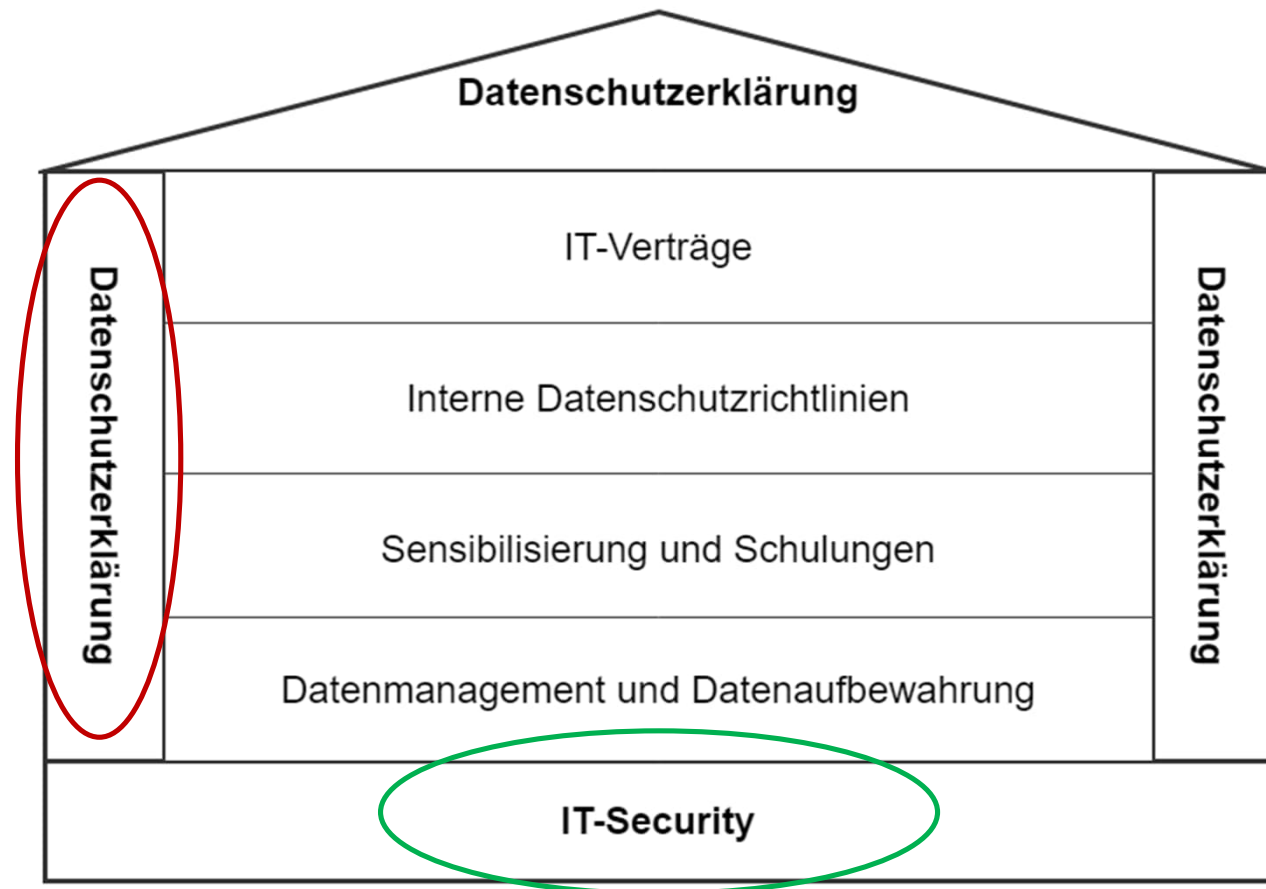 Datenschutzerklärung
Datenschutzerklärung
IT-Verträge
Interne Datenschutzrichtlinien
Sensibilisierung und Schulungen
Datenmanagement und Datenaufbewahrung
Datenschutzerklärung
IT-Security